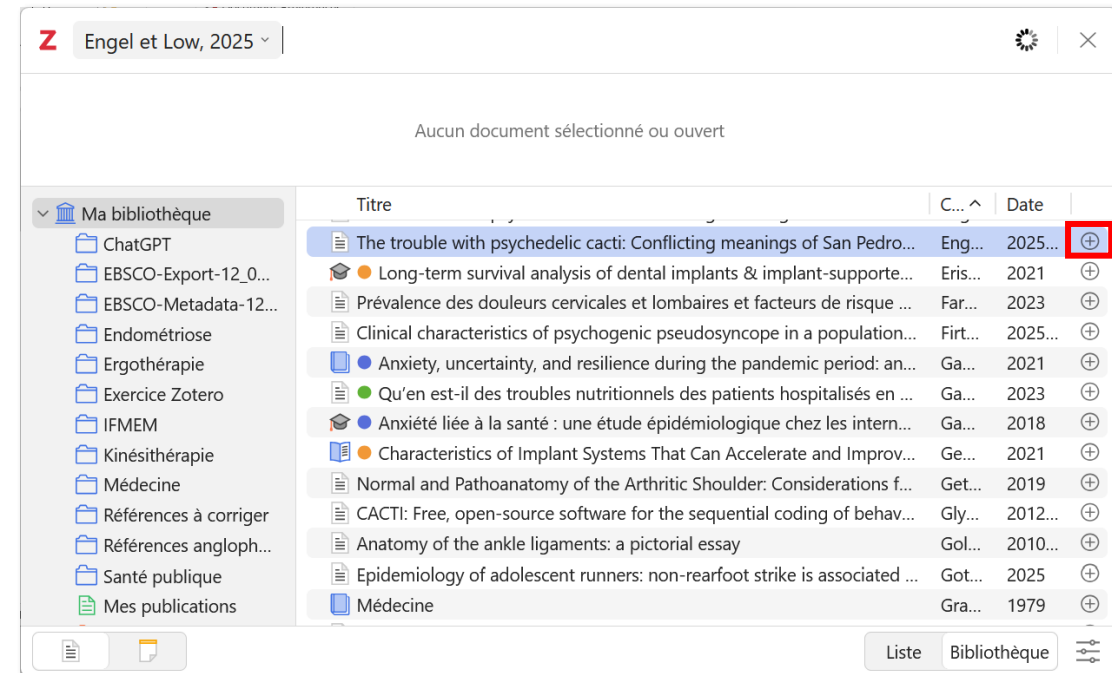 Z Engel et Low, 2025
Aucun document sélectionné ou ouvert
Ma bibliothèque
ChatGPT
EBSCO-Export-12_0...
EBSCO-Metadata-12...
Endométriose
Ergothérapie
Exercice Zotero
IFMEM
Kinésithérapie
Médecine
Références à corriger
Références angloph...
Santé publique
Mes publications
Titre C... Date
The trouble with psychedelic cacti: Conflicting meanings of San Pedro... Eng... 2025...
Long-term survival analysis of dental implants & implant-supporte... Eris... 2021
Prévalence des douleurs cervicales et lombaires et facteurs de risque ... Far... 2023
Clinical characteristics of psychogenic pseudosyncope in a population... Firt... 2025...
Anxiety, uncertainty, and resilience during the pandemic period: an... Ga... 2021
Qu'en est-il des troubles nutritionnels des patients hospitalisés en ... Ga... 2023
Anxiété liée à la santé : une étude épidémiologique chez les intern... Ga... 2018
Characteristics of Implant Systems That Can Accelerate and Improv... Ge... 2021
Normal and Pathoanatomy of the Arthritic Shoulder: Considerations f... Get... 2019
CACTI: Free, open-source software for the sequential coding of behav... Gly... 2012...
Anatomy of the ankle ligaments: a pictorial essay Gol... 2010...
Epidemiology of adolescent runners: non-rearfoot strike is associated ... Got... 2025
Médecine Gra... 1979
Liste Bibliothèque